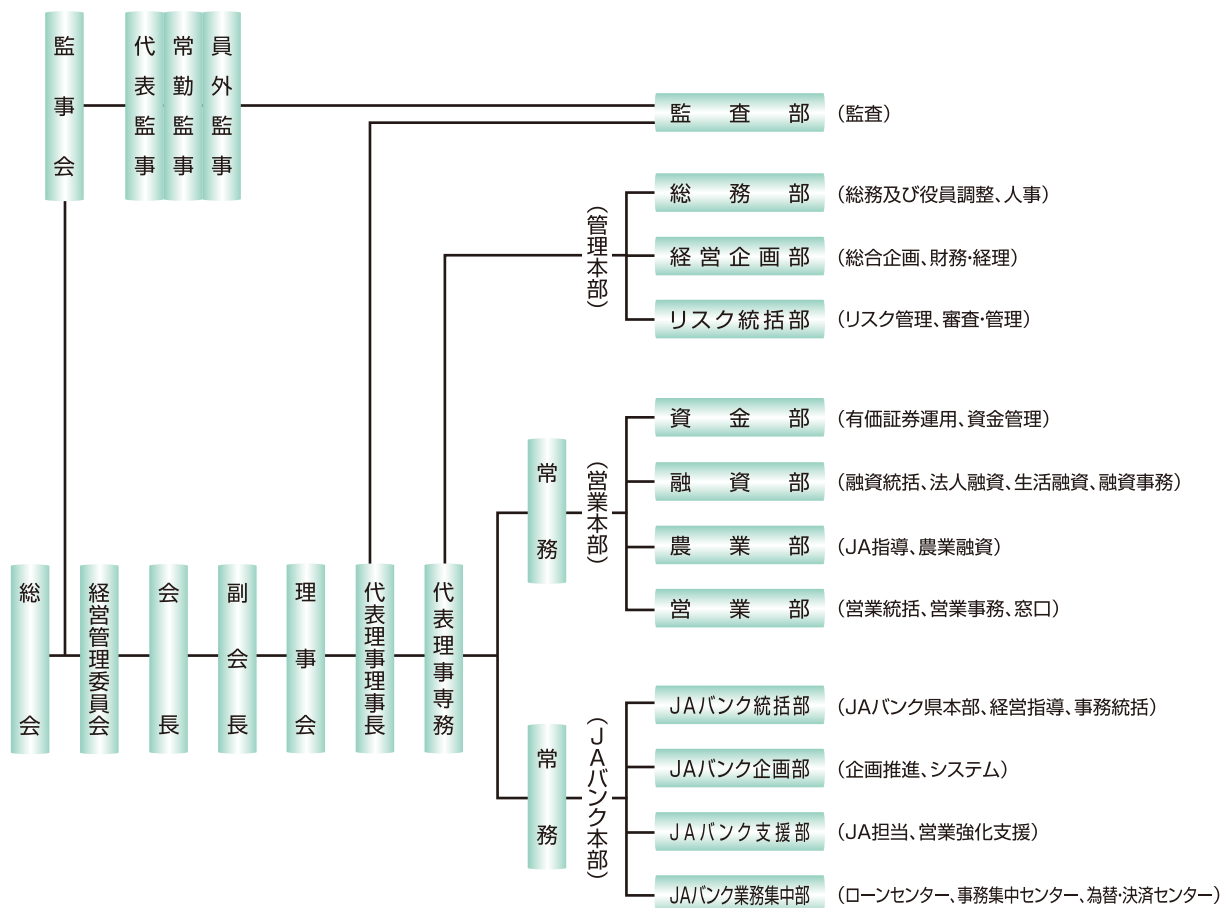 監事会
代表監事
常勤監事
員外監事
監査部 (監査)
(管理本部)
総務部 (総務及び役員調整、人事)
経営企画部 (総合企画、財務・経理)
リスク統括部 (リスク管理、審査・管理)
常務
(営業本部)
資金部 (有価証券運用、資金管理)
融資部 (融資統括、法人融資、生活融資、融資事務)
農業部 (JA指導、農業融資)
営業部 (営業統括、営業事務、窓口)
総会
経営管理委員会
会長
副会長
理事会
代表理事理事長
代表理事専務
常務
(JAバンク本部)
JAバンク統括部 (JAバンク県本部、経営指導、事務統括)
JAバンク企画部 (企画推進、システム)
JAバンク支援部 (JA担当、営業強化支援)
JAバンク業務集中部 (ローンセンター、事務集中センター、為替・決済センター)